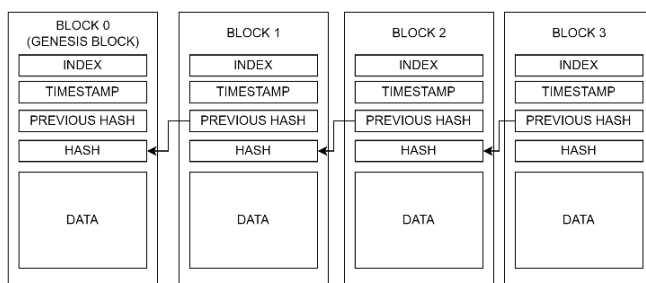 BLOCK 0
(GENESIS BLOCK)
INDEX
TIMESTAMP
PREVIOUS HASH
HASH
DATA
BLOCK 1
INDEX
TIMESTAMP
PREVIOUS HASH
HASH
DATA
BLOCK 2
INDEX
TIMESTAMP
PREVIOUS HASH
HASH
DATA
BLOCK 3
INDEX
TIMESTAMP
PREVIOUS HASH
HASH
DATA